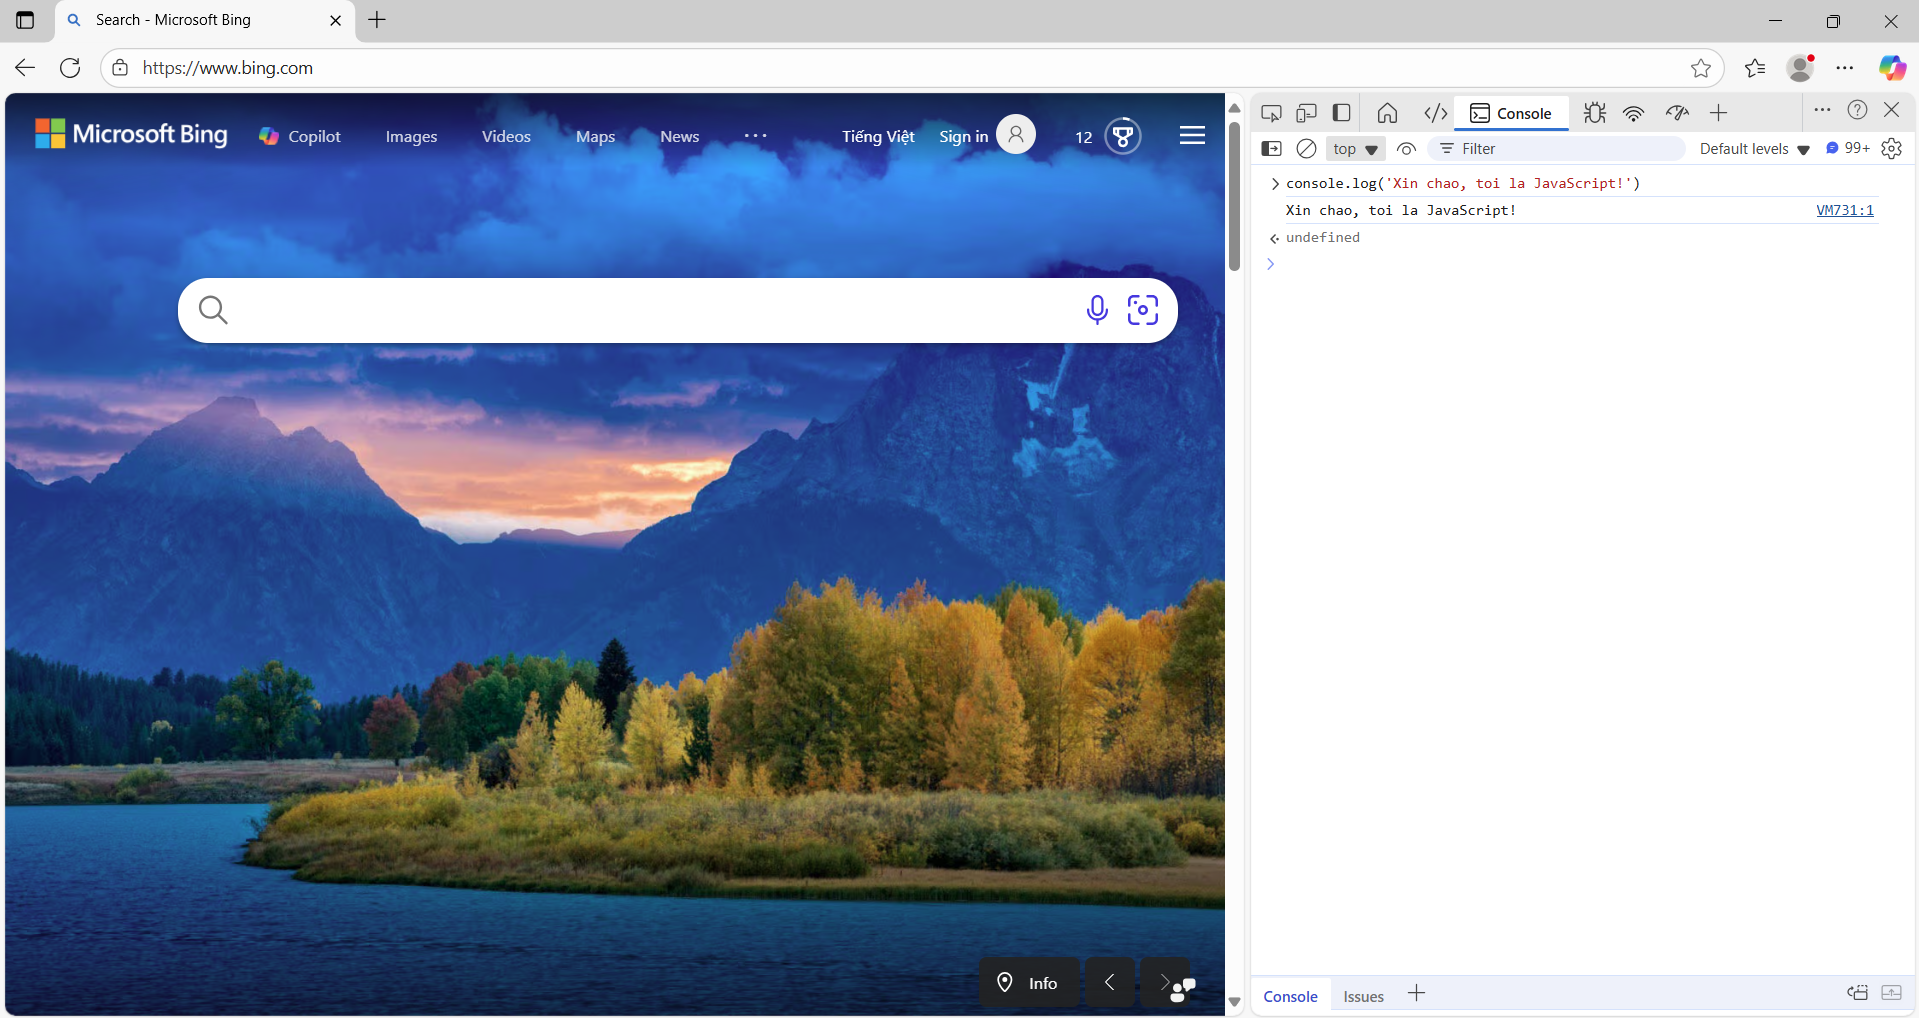 Search - Microsoft Bing
https://www.bing.com
Microsoft Bing Copilot Images Videos Maps News ... Tiếng Việt Sign in 12
Console
top Filter Default levels 99+
console.log('Xin chao, toi la JavaScript!')
Xin chao, toi la JavaScript! VM731:1
undefined
Info
Console Issues